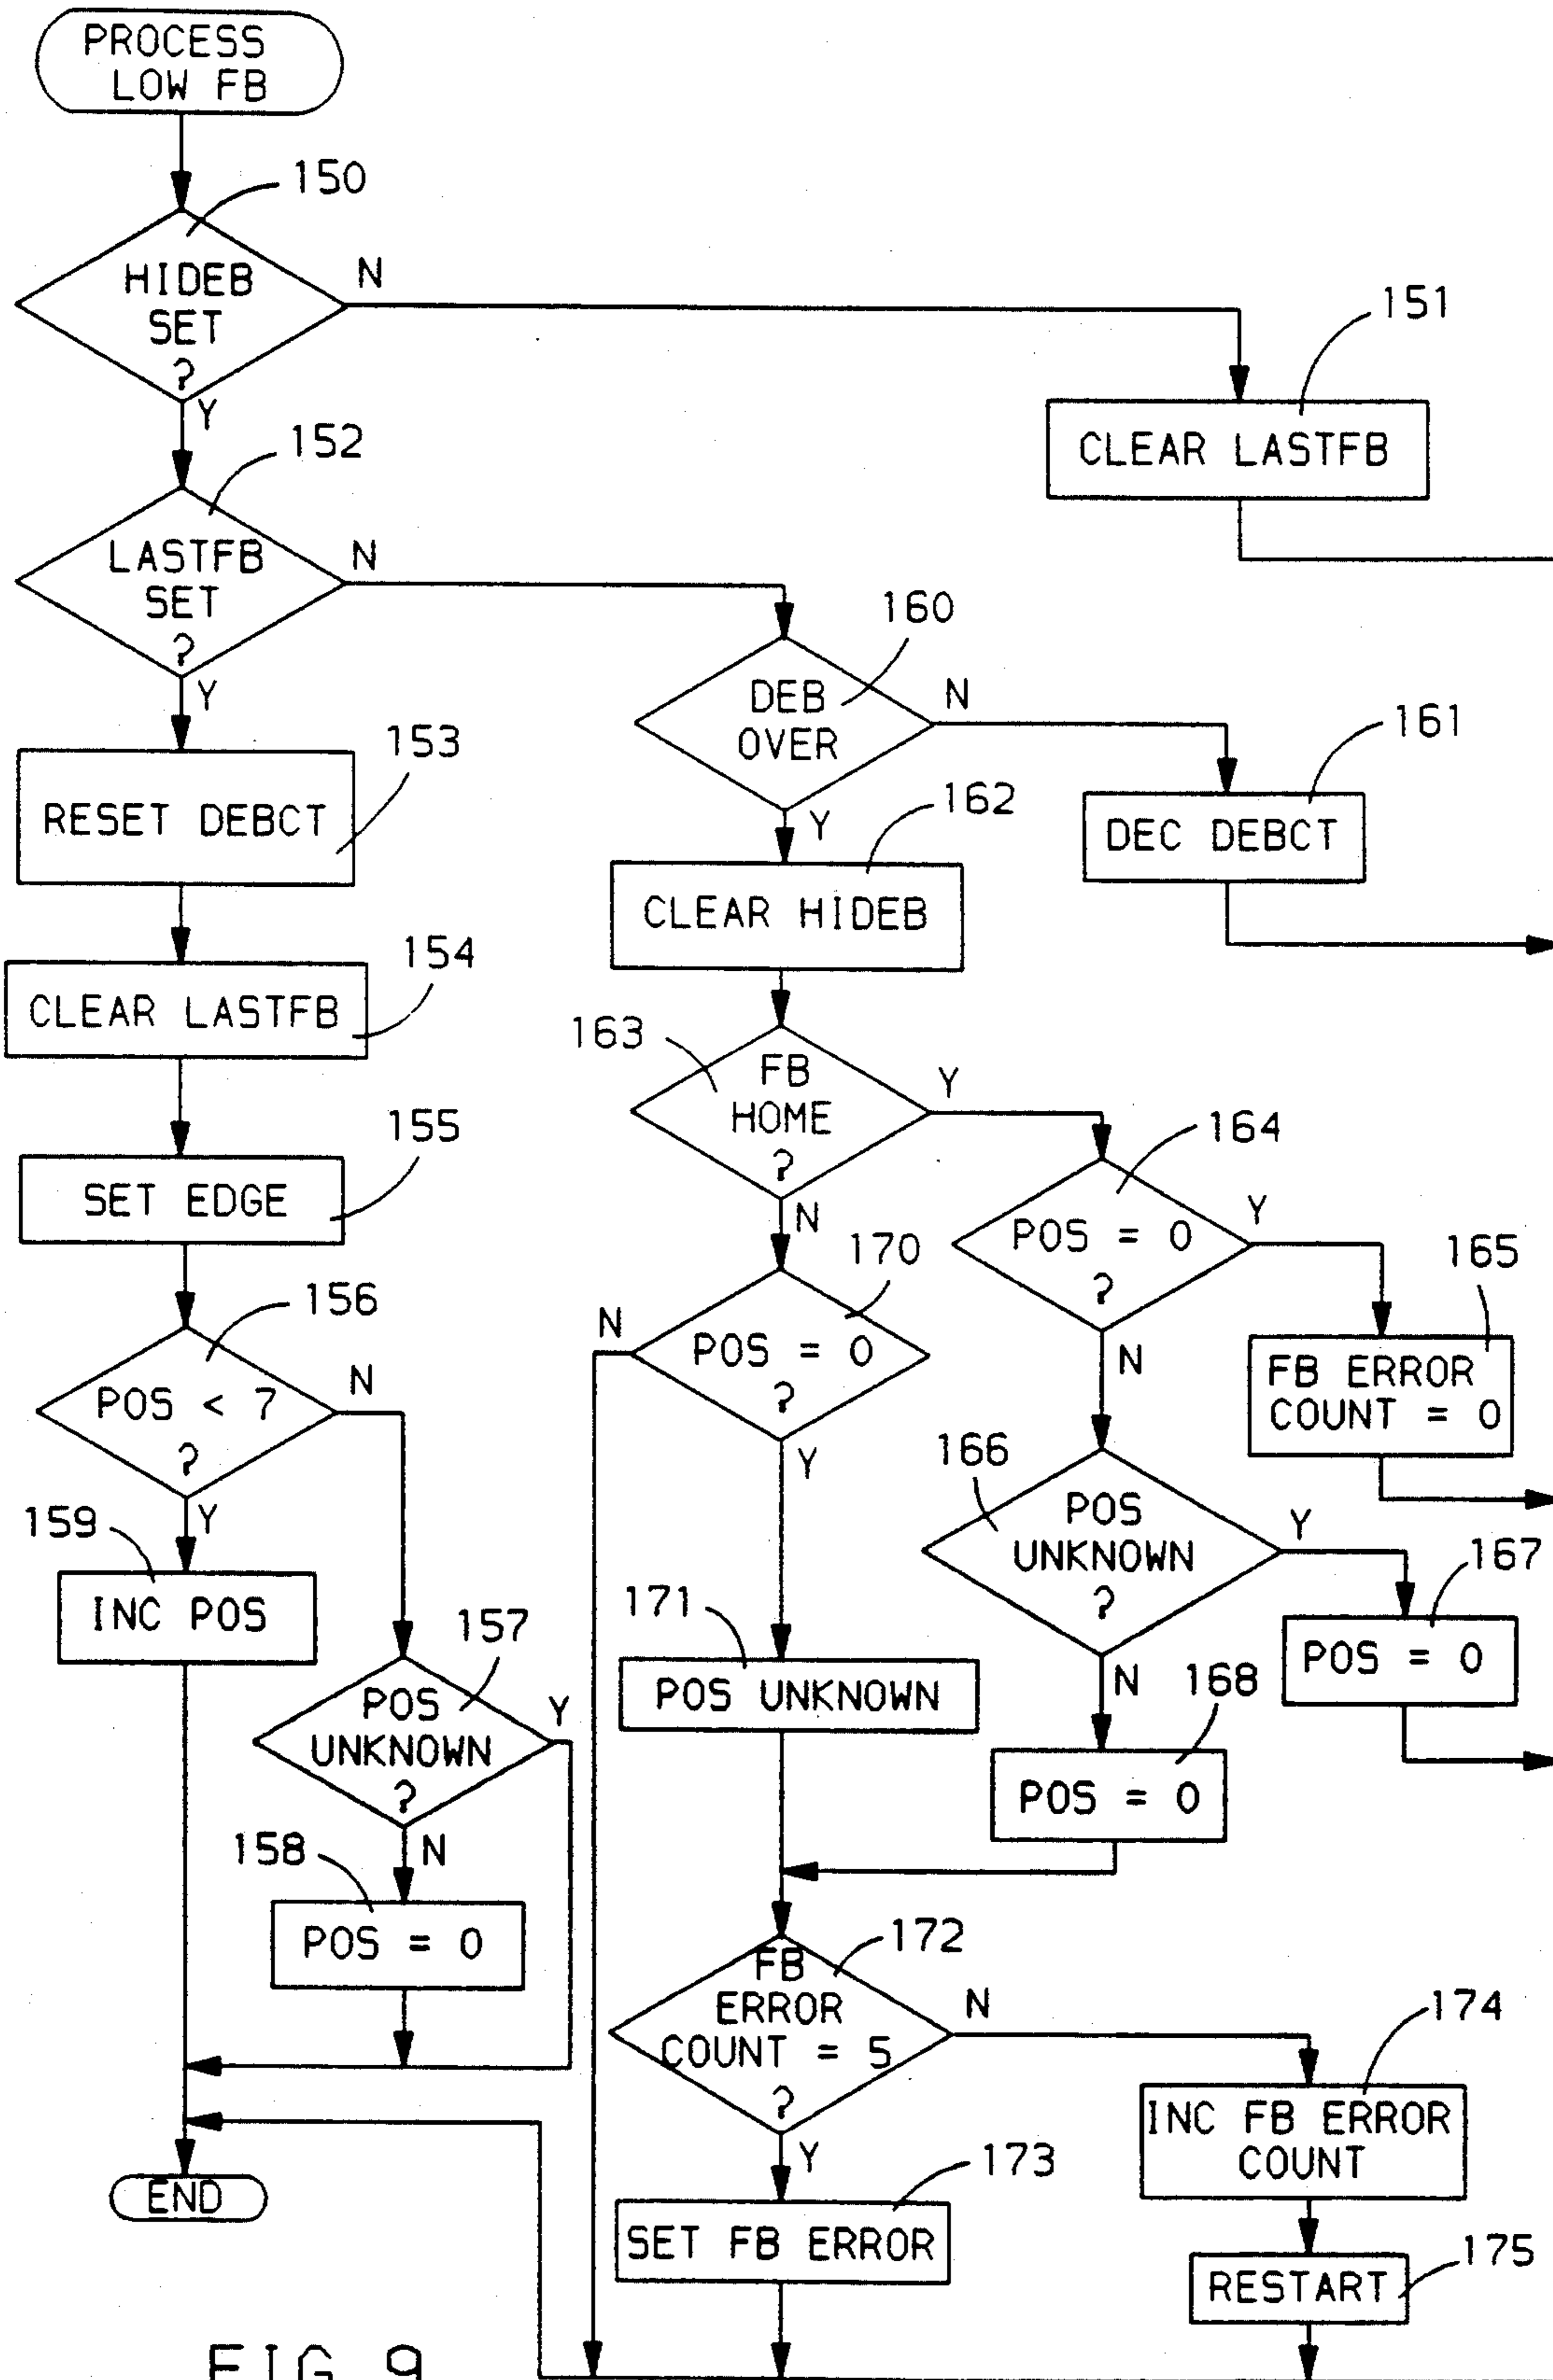 PROCESS
LOW FB
150
HIDEB
SET
?
N
Y
151
CLEAR LASTFB
152
LASTFB
SET
?
N
Y
160
DEB
OVER
N
Y
161
DEC DEBCT
153
RESET DEBCT
162
CLEAR HIDEB
154
CLEAR LASTFB
163
FB
HOME
?
Y
N
164
POS = 0
?
Y
N
155
SET EDGE
170
POS = 0
?
N
Y
165
FB ERROR
COUNT = 0
156
POS < 7
?
N
Y
166
POS
UNKNOWN
?
Y
N
167
POS = 0
159
INC POS
157
POS
UNKNOWN
?
Y
N
171
POS UNKNOWN
168
POS = 0
158
POS = 0
172
FB
ERROR
COUNT = 5
?
N
Y
174
INC FB ERROR
COUNT
END
173
SET FB ERROR
175
RESTART
FIG 9